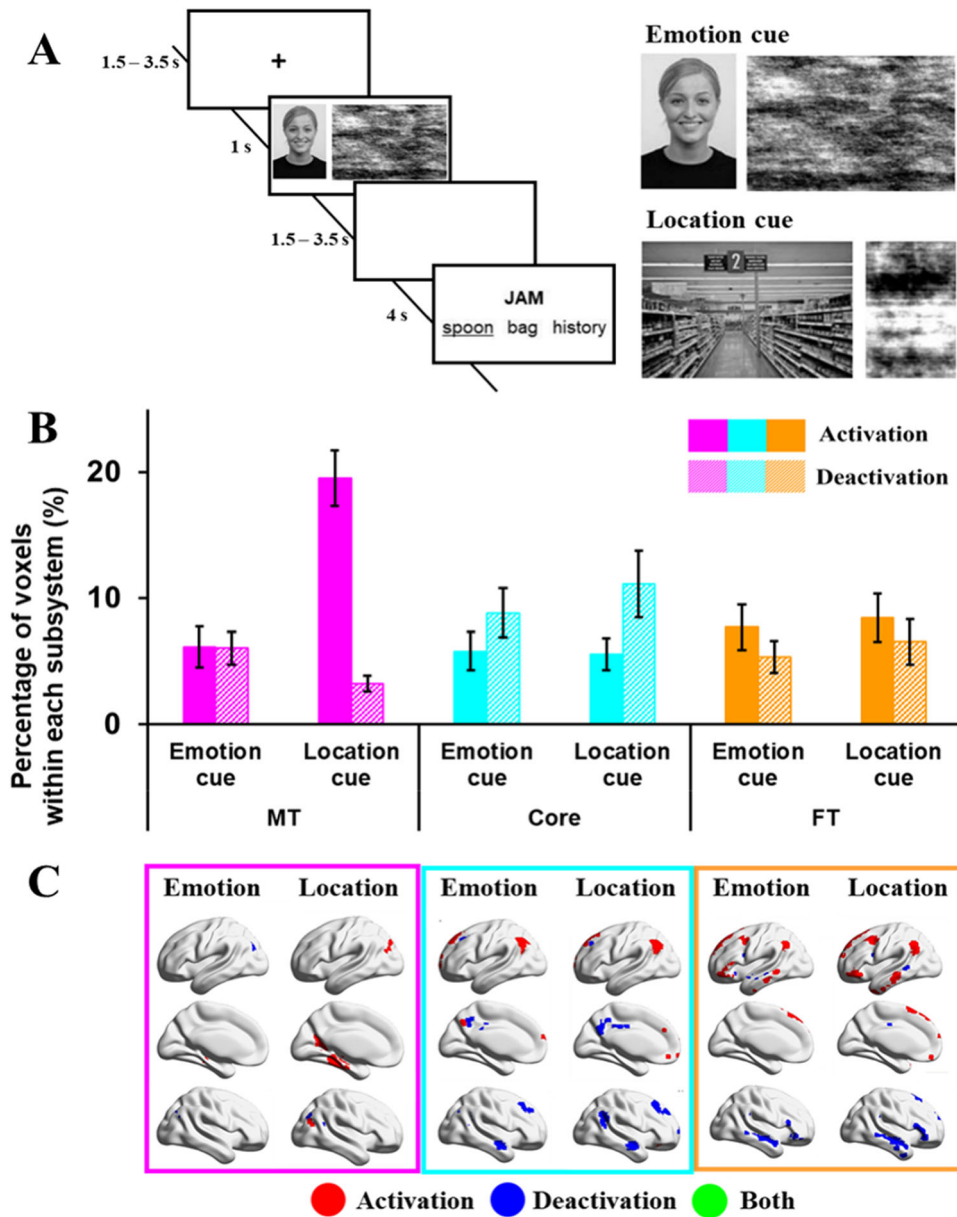 A
1.5 – 3.5 s
+
1 s
1.5 – 3.5 s
4 s
JAM
spoon bag history
Emotion cue
Location cue
2
B
Percentage of voxels
within each subsystem (%)
20
10
0
Activation
Deactivation
Emotion cue
Location cue
Emotion cue
Location cue
Emotion cue
Location cue
MT
Core
FT
C
Emotion Location
Emotion Location
Emotion Location
Activation Deactivation Both